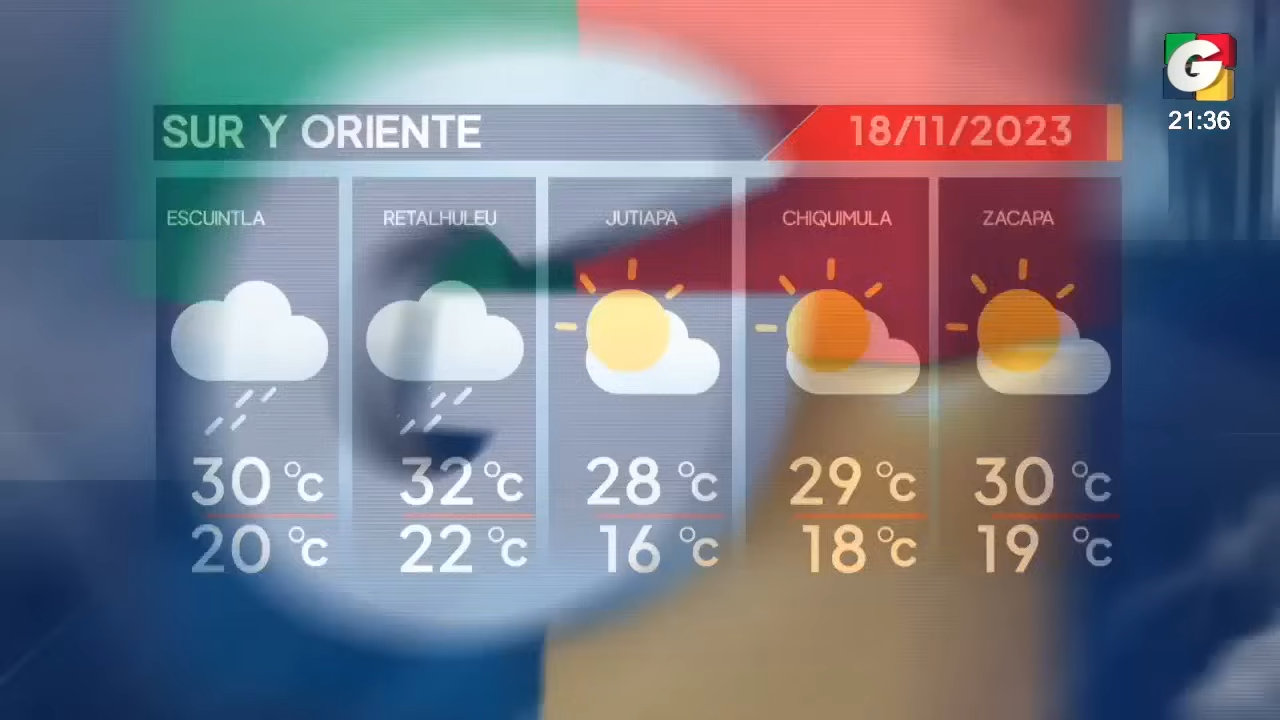 G
21:36
SUR Y ORIENTE
18/11/2023
ESCUINTLA
RETALHULEU
JUTIAPA
CHIQUIMULA
ZACAPA
30 °c
32 °c
28 °c
29 °c
30 °c
20 °c
22 °c
16 °c
18 °c
19 °c